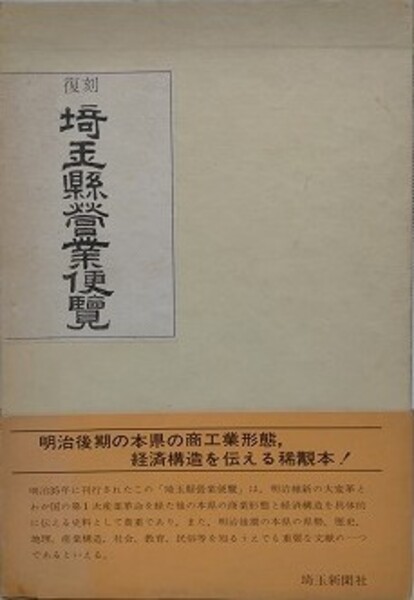 復刻
埼玉縣營業便覽
明治後期の本県の商工業形態,
経済構造を伝える稀覯本!
明治35年に刊行されたこの「埼玉縣營業便覽」は、明治維新の大変革と
わが国の第1次産業革命を経た後の本県の商業形態と経済構造を具体的
に伝える史料として貴重であり、また、明治後期の本県の県勢、歴史、
地理、産業構造、社会、教育、民俗等を知るうえでも重要な文献の一つ
であるといえる。
埼玉新聞社